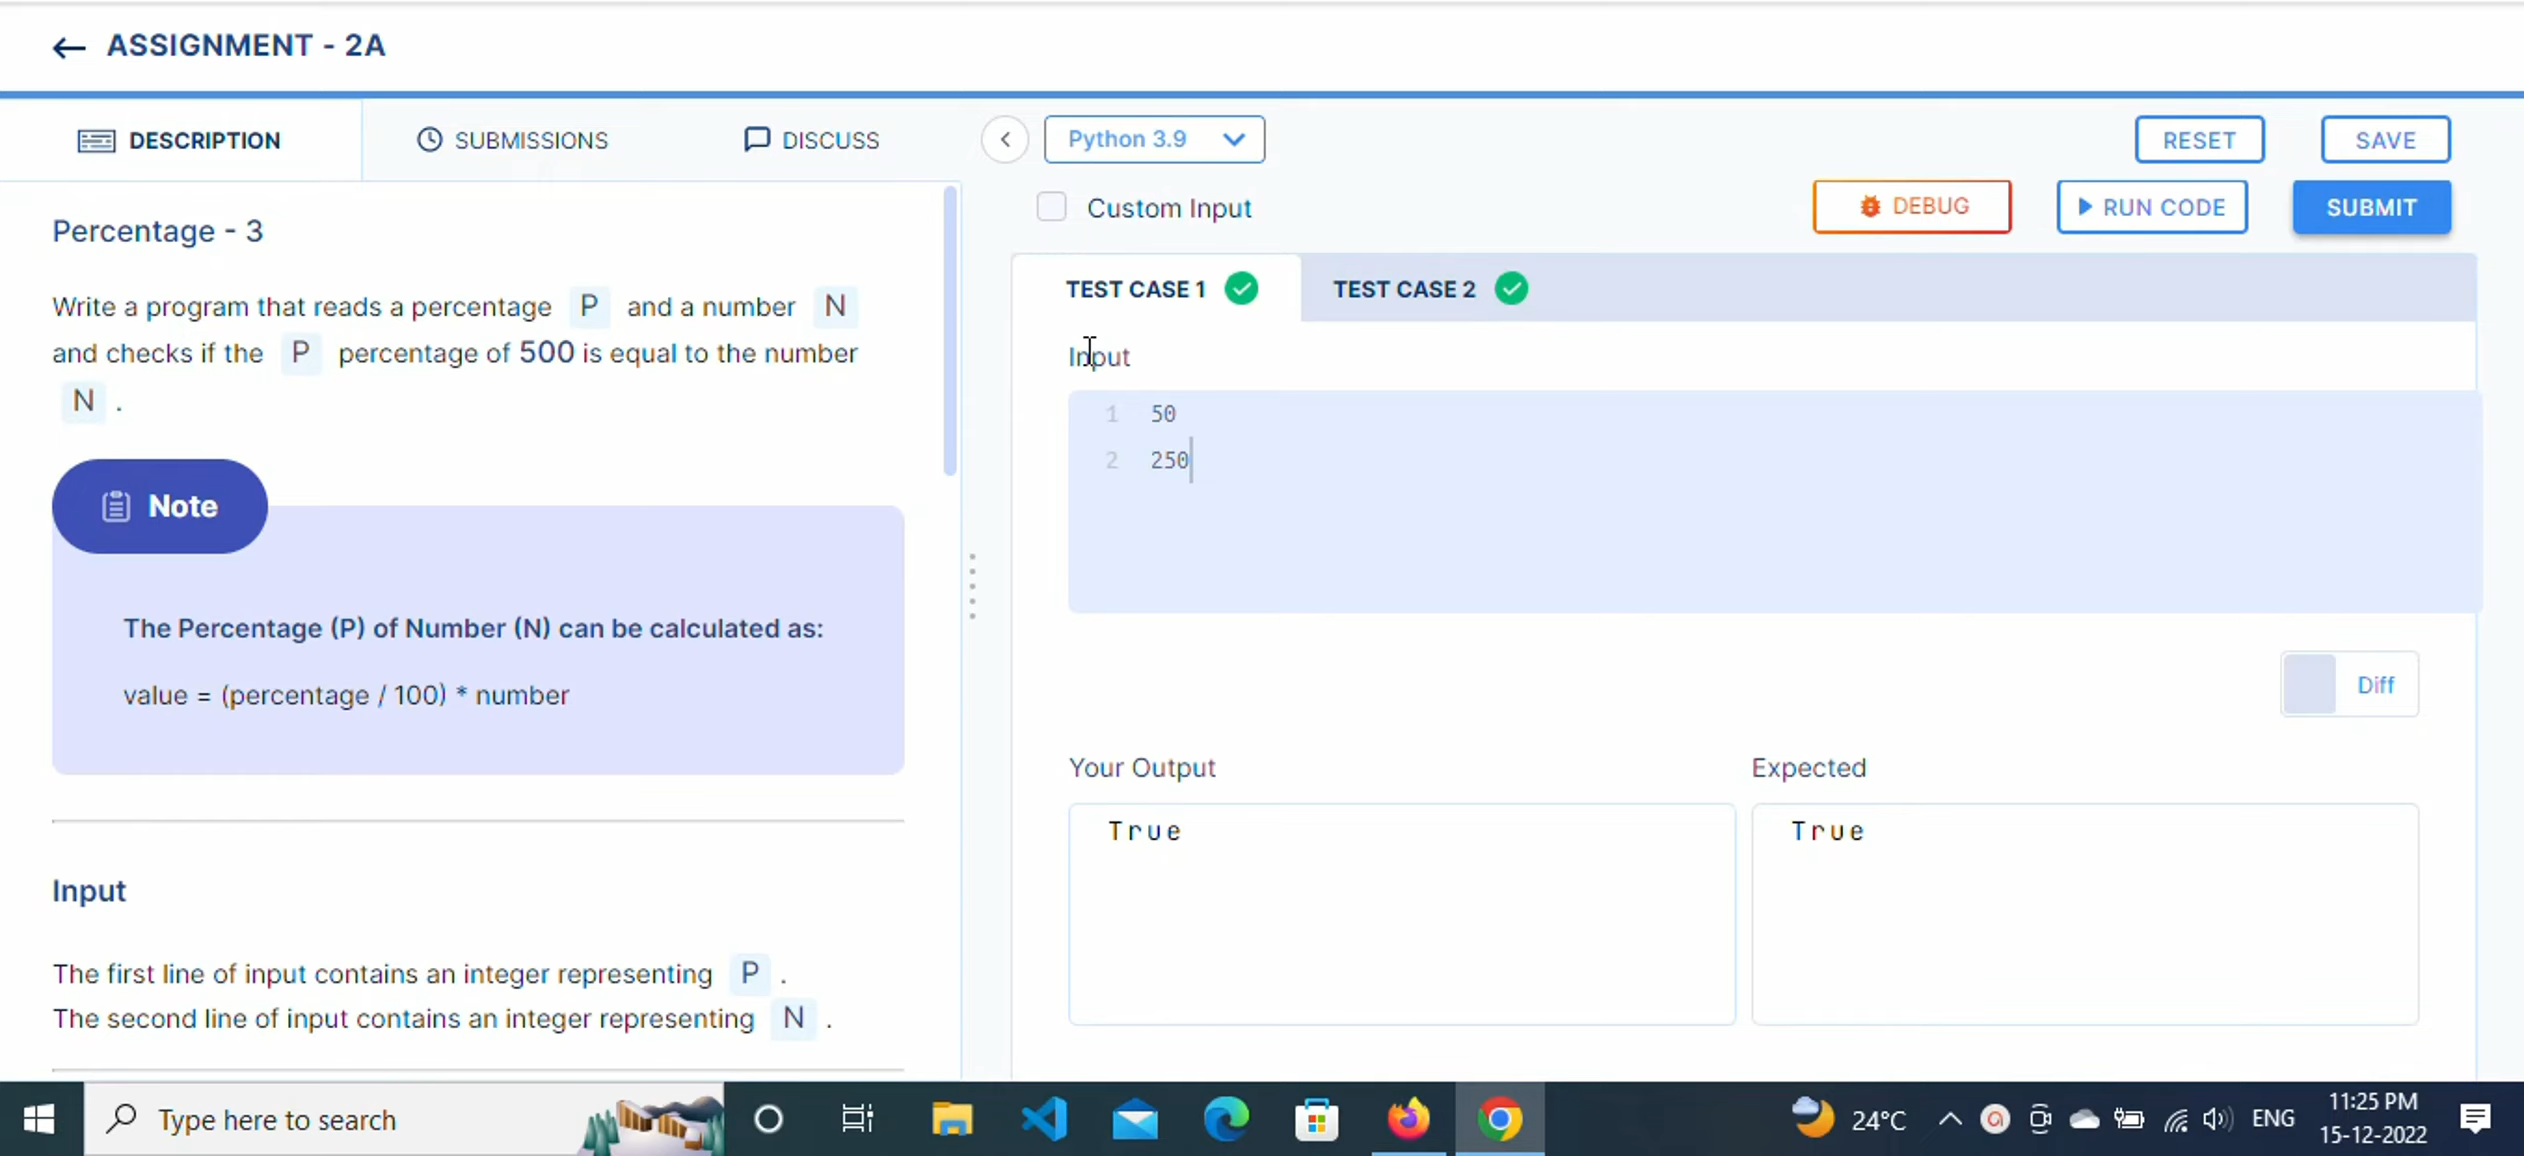 ASSIGNMENT - 2A
DESCRIPTION
SUBMISSIONS
DISCUSS
Python 3.9
RESET
SAVE
Custom Input
DEBUG
RUN CODE
SUBMIT
Percentage - 3
Write a program that reads a percentage P and a number N
and checks if the P percentage of 500 is equal to the number
N .
Note
The Percentage (P) of Number (N) can be calculated as:
value = (percentage / 100) * number
Input
The first line of input contains an integer representing P .
The second line of input contains an integer representing N .
TEST CASE 1
TEST CASE 2
Input
1 50
2 250
Diff
Your Output
Expected
True
True
Type here to search
24°C
ENG
11:25 PM
15-12-2022